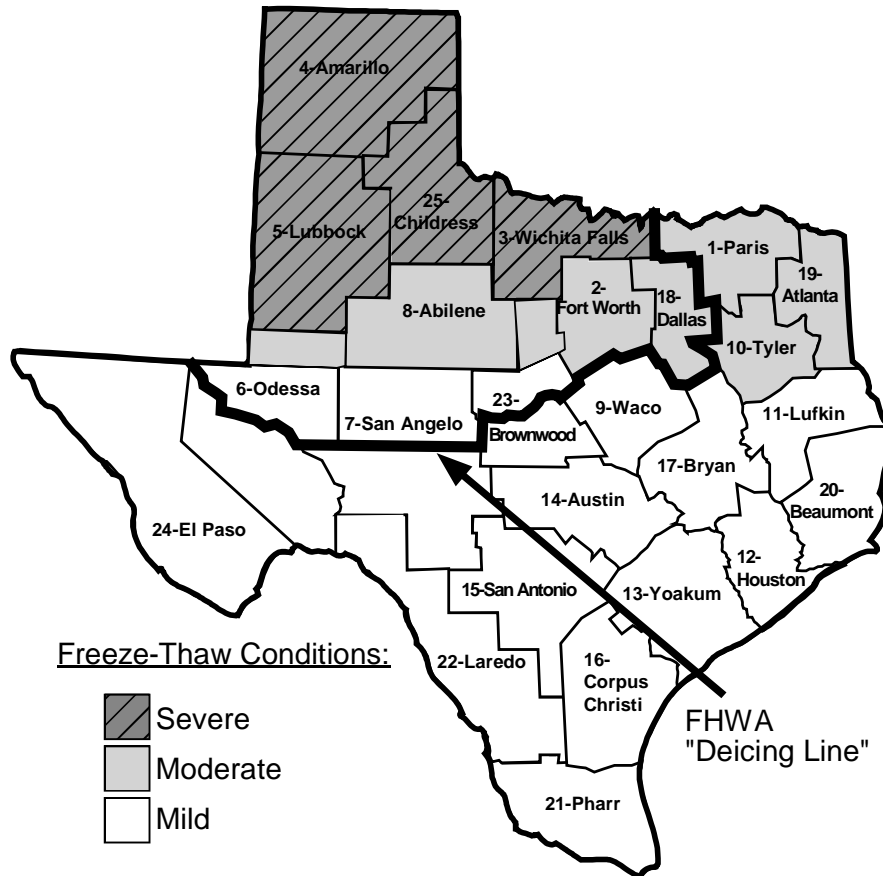 4-Amarillo
25-
Childress
5-Lubbock
3-Wichita Falls
1-Paris
19-
Atlanta
2-
Fort Worth
18-
Dallas
8-Abilene
10-Tyler
6-Odessa
23-
Brownwood
7-San Angelo
9-Waco
11-Lufkin
17-Bryan
14-Austin
20-
Beaumont
24-El Paso
12-
Houston
15-San Antonio
13-Yoakum
22-Laredo
16-
Corpus
Christi
21-Pharr
Freeze-Thaw Conditions:
Severe
Moderate
Mild
FHWA
"Deicing Line"